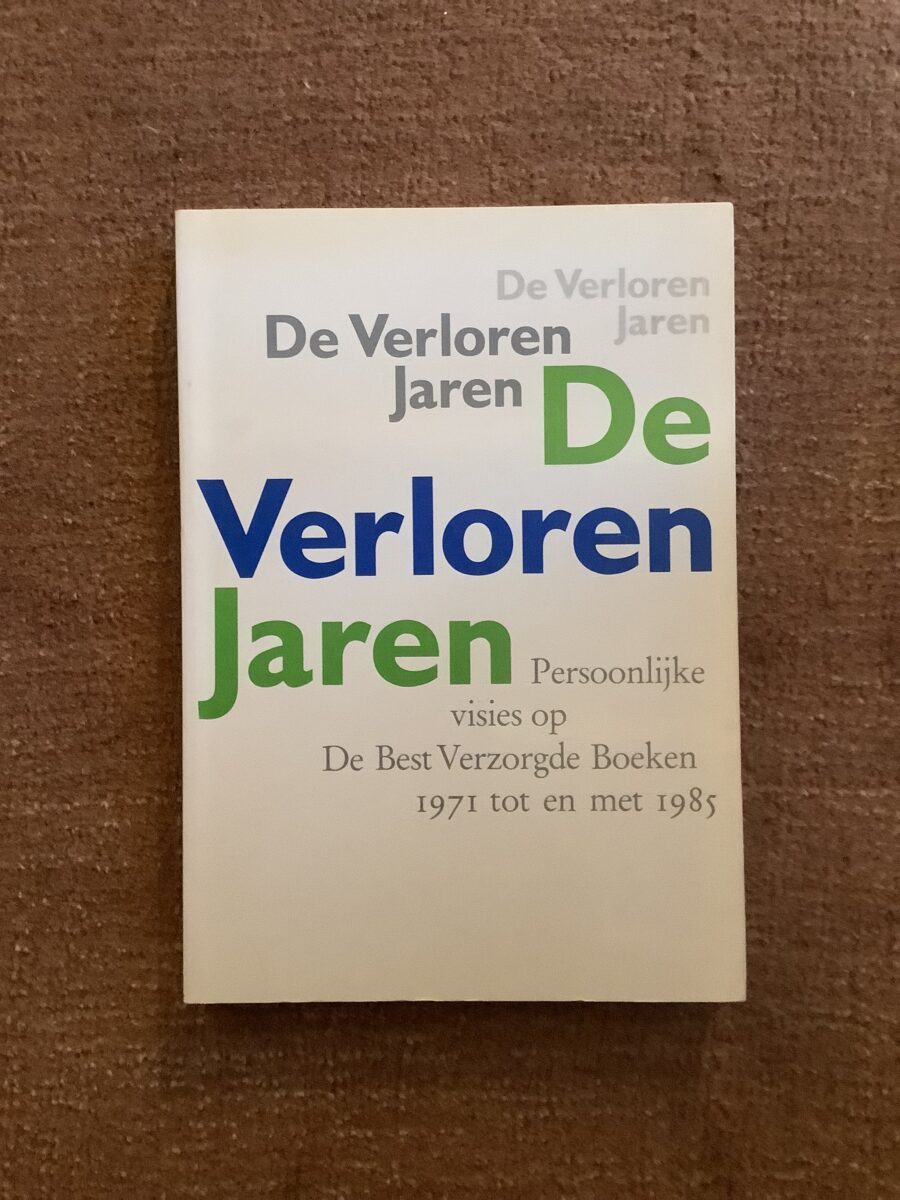 De Verloren
Jaren
De Verloren
Jaren
De
Verloren
Jaren
Persoonlijke
visies op
De Best Verzorgde Boeken
1971 tot en met 1985